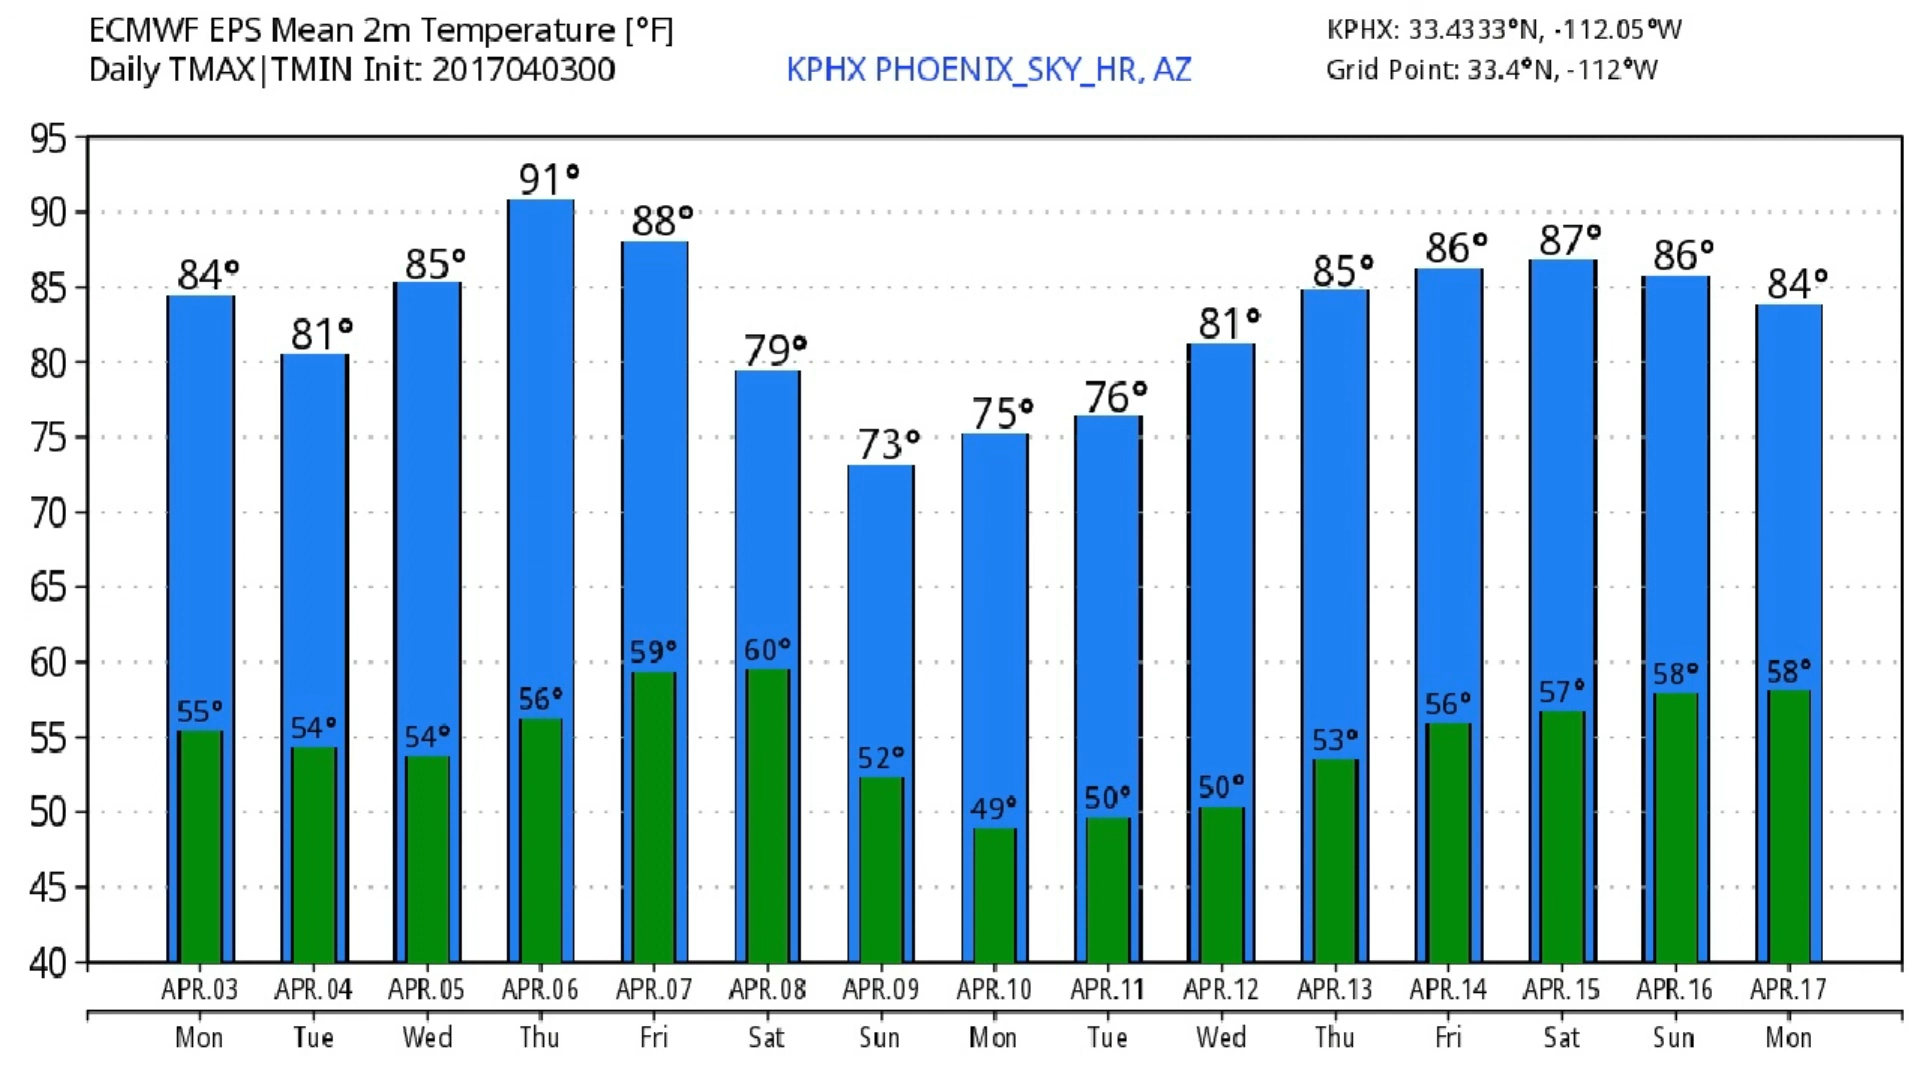 ECMWF EPS Mean 2m Temperature [°F]
Daily TMAX|TMIN Init: 2017040300
KPHX PHOENIX_SKY_HR, AZ
KPHX: 33.4333°N, -112.05°W
Grid Point: 33.4°N, -112°W
95
90
85
80
75
70
65
60
55
50
45
40
84° 81° 85° 91° 88° 79° 73° 75° 76° 81° 85° 86° 87° 86° 84°
55° 54° 54° 56° 59° 60° 52° 49° 50° 50° 53° 56° 57° 58° 58°
APR.03 APR.04 APR.05 APR.06 APR.07 APR.08 APR.09 APR.10 APR.11 APR.12 APR.13 APR.14 APR.15 APR.16 APR.17
Mon Tue Wed Thu Fri Sat Sun Mon Tue Wed Thu Fri Sat Sun Mon